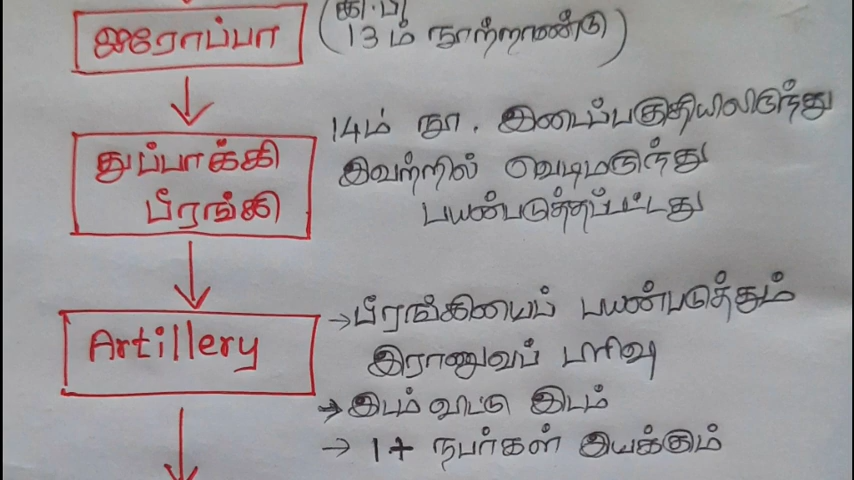 ஐரோப்பா
(கி.பி
13ம் நூற்றாண்டு)
துப்பாக்கி
பீரங்கி
14ம் நூ. இடைப்பகுதியிலிருந்து
இவற்றில் வெடிமருந்து
பயன்படுத்தப்பட்டது
Artillery
→ பீரங்கியைப் பயன்படுத்தும்
இராணுவப் பிரிவு
→ இடம் விட்டு இடம்
→ 1+ நபர்கள் இயக்கும்